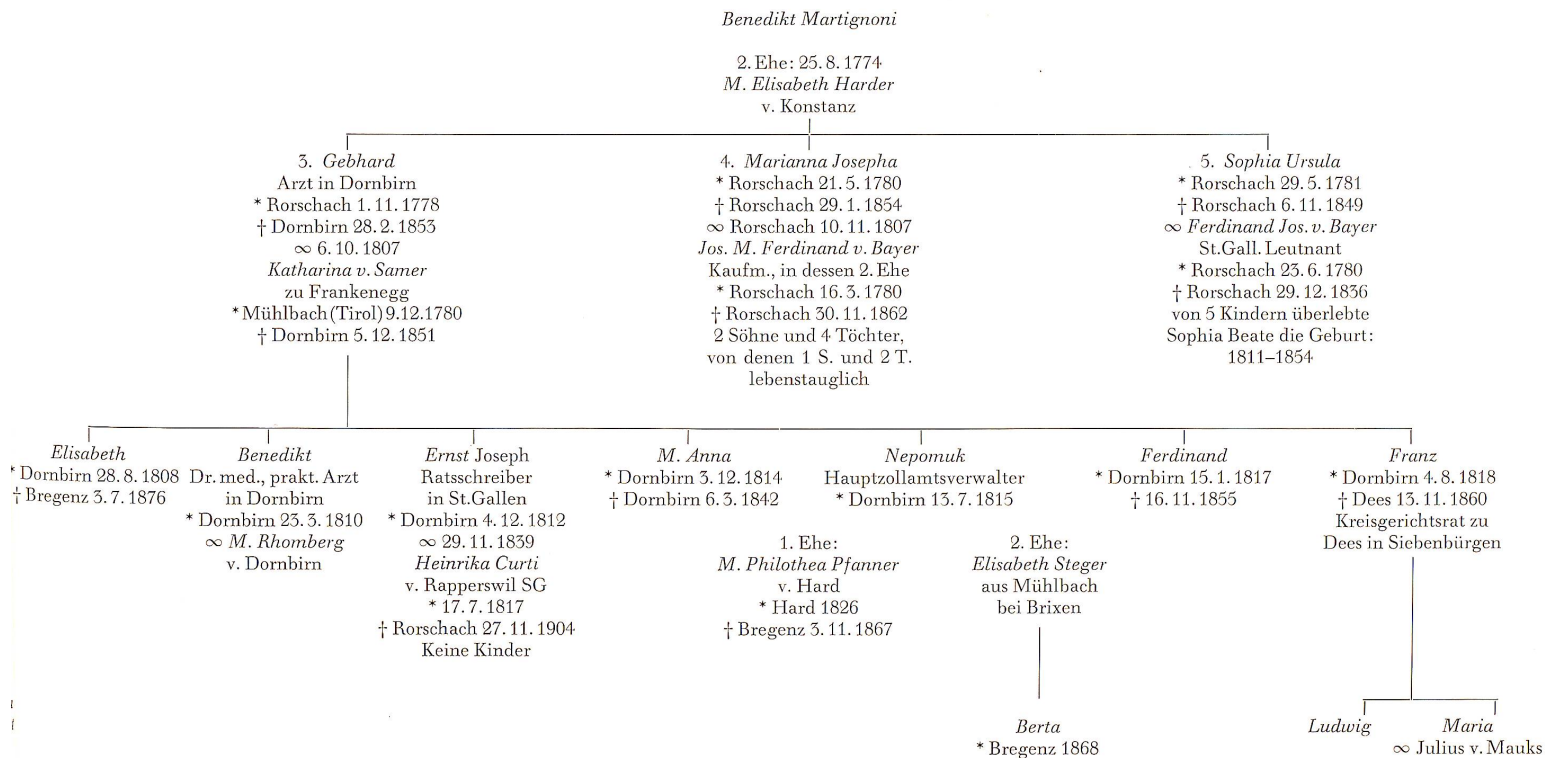 Benedikt Martignoni
2. Ehe: 25. 8. 1774
M. Elisabeth Harder
v. Konstanz
3. Gebhard
Arzt in Dornbirn
* Rorschach 1. 11. 1778
† Dornbirn 28. 2. 1853
∞ 6. 10. 1807
Katharina v. Samer
zu Frankenegg
* Mühlbach (Tirol) 9.12.1780
† Dornbirn 5. 12. 1851
4. Marianna Josepha
* Rorschach 21. 5. 1780
† Rorschach 29. 1. 1854
∞ Rorschach 10. 11. 1807
Jos. M. Ferdinand v. Bayer
Kaufm., in dessen 2. Ehe
* Rorschach 16. 3. 1780
† Rorschach 30. 11. 1862
2 Söhne und 4 Töchter,
von denen 1 S. und 2 T.
lebenstauglich
5. Sophia Ursula
* Rorschach 29. 5. 1781
† Rorschach 6. 11. 1849
∞ Ferdinand Jos. v. Bayer
St.Gall. Leutnant
* Rorschach 23. 6. 1780
† Rorschach 29. 12. 1836
von 5 Kindern überlebte
Sophia Beate die Geburt:
1811–1854
Elisabeth
* Dornbirn 28. 8. 1808
† Bregenz 3. 7. 1876
Benedikt
Dr. med., prakt. Arzt
in Dornbirn
* Dornbirn 23. 3. 1810
∞ M. Rhomberg
v. Dornbirn
Ernst Joseph
Ratsschreiber
in St.Gallen
* Dornbirn 4. 12. 1812
∞ 29. 11. 1839
Heinrika Curti
v. Rapperswil SG
* 17. 7. 1817
† Rorschach 27. 11. 1904
Keine Kinder
M. Anna
* Dornbirn 3. 12. 1814
† Dornbirn 6. 3. 1842
Nepomuk
Hauptzollamtsverwalter
* Dornbirn 13. 7. 1815
1. Ehe:
M. Philothea Pfanner
v. Hard
* Hard 1826
† Bregenz 3. 11. 1867
2. Ehe:
Elisabeth Steger
aus Mühlbach
bei Brixen
Berta
* Bregenz 1868
Ferdinand
* Dornbirn 15. 1. 1817
† 16. 11. 1855
Franz
* Dornbirn 4. 8. 1818
† Dees 13. 11. 1860
Kreisgerichtsrat zu
Dees in Siebenbürgen
Ludwig
Maria
∞ Julius v. Mauks